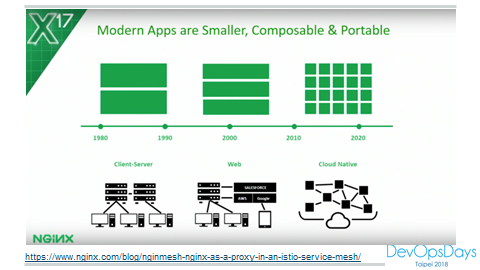 X17
Modern Apps are Smaller, Composable & Portable
1980 1990 2000 2010 2020
Client-Server Web Cloud Native
SALESFORCE
AWS Google
NGINX
https://www.nginx.com/blog/nginmesh-nginx-as-a-proxy-in-an-istio-service-mesh/
DevOpsDays
Taipei 2018